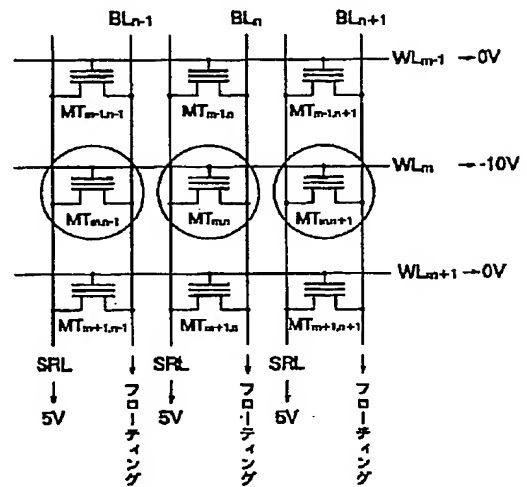 BLn-1 BLn BLn+1
WLm-1 →0V
MTm-1,n-1 MTm-1,n MTm-1,n+1
WLm →-10V
MTm,n-1 MTm,n MTm,n+1
WLm+1 →0V
MTm+1,n-1 MTm+1,n MTm+1,n+1
SRL SRL SRL
5V フローティング 5V フローティング 5V フローティング